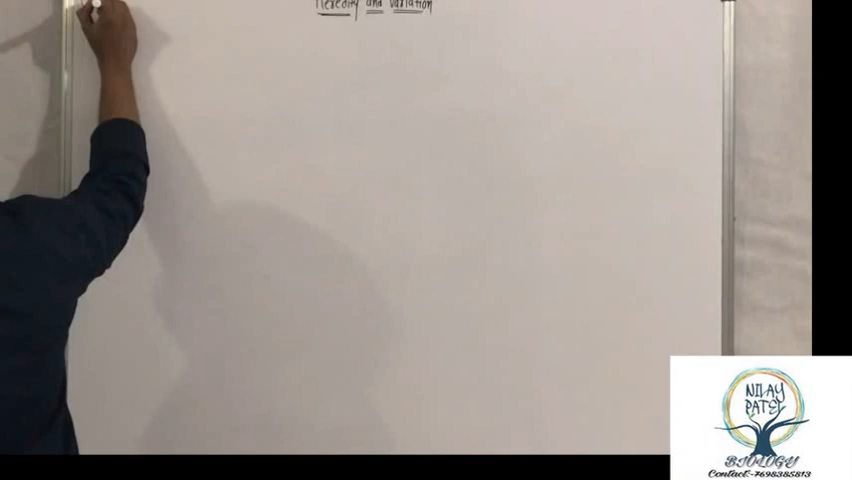 Heredity and Variation
NILAY
PATEL
BIOLOGY
Contact:-7698385813